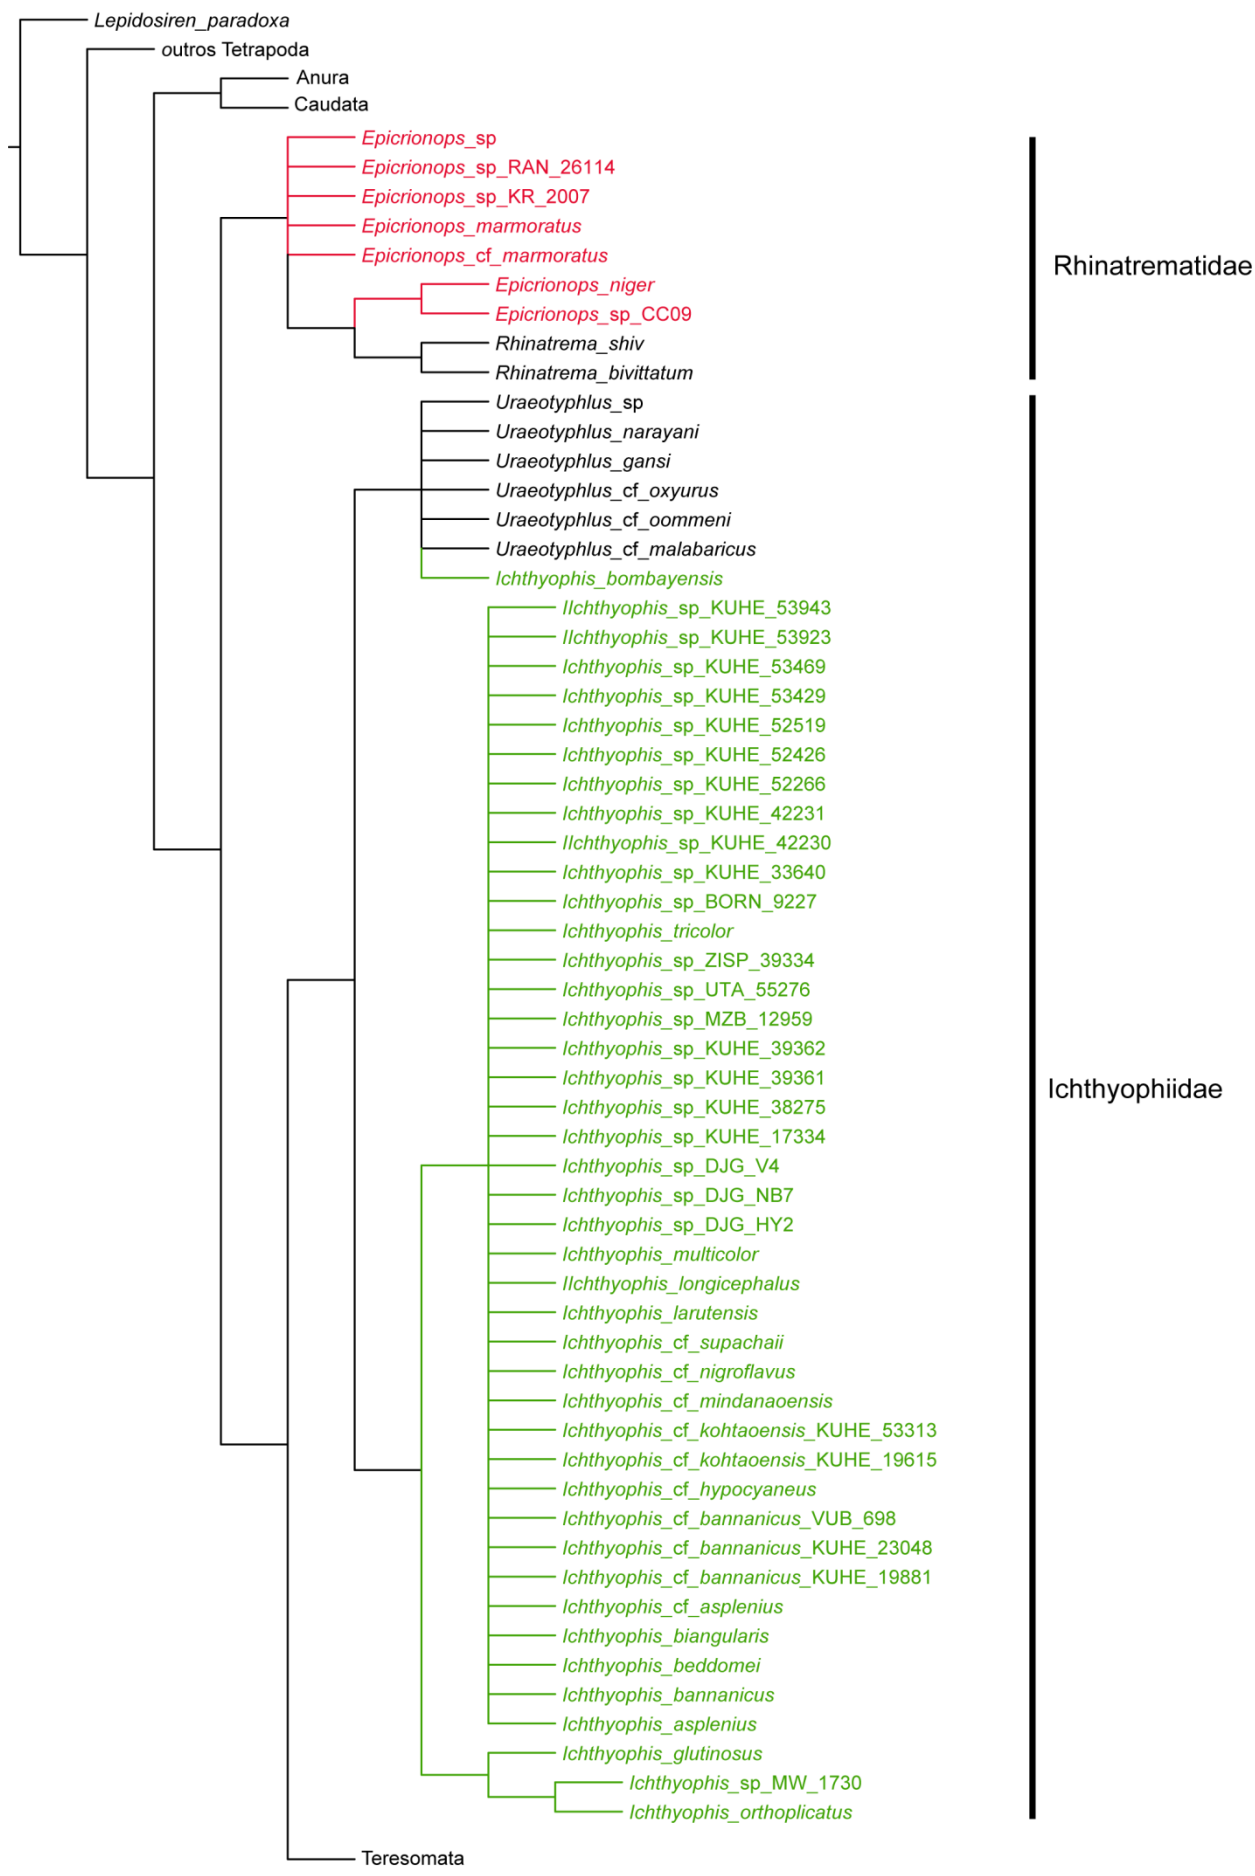 Lepidosiren_paradoxa
outros Tetrapoda
Anura
Caudata
Epicrionops_sp
Epicrionops_sp_RAN_26114
Epicrionops_sp_KR_2007
Epicrionops_marmoratus
Epicrionops_cf_marmoratus
Rhinatrematidae
Epicrionops_niger
Epicrionops_sp_CC09
Rhinatrema_shiv
Rhinatrema_bivittatum
Uraeotyphlus_sp
Uraeotyphlus_narayani
Uraeotyphlus_gansi
Uraeotyphlus_cf_oxyurus
Uraeotyphlus_cf_oommeni
Uraeotyphlus_cf_malabaricus
Ichthyophis_bombayensis
IIchthyophis_sp_KUHE_53943
IIchthyophis_sp_KUHE_53923
Ichthyophis_sp_KUHE_53469
Ichthyophis_sp_KUHE_53429
Ichthyophis_sp_KUHE_52519
Ichthyophis_sp_KUHE_52426
Ichthyophis_sp_KUHE_52266
Ichthyophis_sp_KUHE_42231
IIchthyophis_sp_KUHE_42230
Ichthyophis_sp_KUHE_33640
Ichthyophis_sp_BORN_9227
Ichthyophis_tricolor
Ichthyophis_sp_ZISP_39334
Ichthyophis_sp_UTA_55276
Ichthyophis_sp_MZB_12959
Ichthyophis_sp_KUHE_39362
Ichthyophis_sp_KUHE_39361
Ichthyophiidae
Ichthyophis_sp_KUHE_38275
Ichthyophis_sp_KUHE_17334
Ichthyophis_sp_DJG_V4
Ichthyophis_sp_DJG_NB7
Ichthyophis_sp_DJG_HY2
Ichthyophis_multicolor
IIchthyophis_longicephalus
Ichthyophis_larutensis
Ichthyophis_cf_supachaii
Ichthyophis_cf_nigroflavus
Ichthyophis_cf_mindanaoensis
Ichthyophis_cf_kohtaoensis_KUHE_53313
Ichthyophis_cf_kohtaoensis_KUHE_19615
Ichthyophis_cf_hypocyaneus
Ichthyophis_cf_bannanicus_VUB_698
Ichthyophis_cf_bannanicus_KUHE_23048
Ichthyophis_cf_bannanicus_KUHE_19881
Ichthyophis_cf_asplenius
Ichthyophis_biangularis
Ichthyophis_beddomei
Ichthyophis_bannanicus
Ichthyophis_asplenius
Ichthyophis_glutinosus
Ichthyophis_sp_MW_1730
Ichthyophis_orthoplicatus
Teresomata